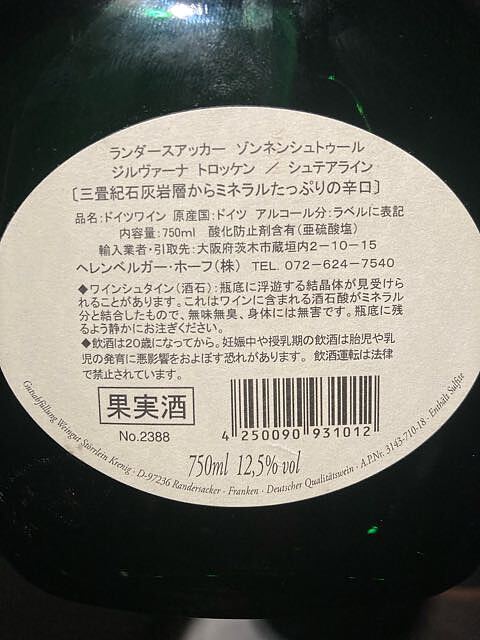 ランダースアッカー ゾンネンシュトゥール
ジルヴァーナ トロッケン / シュテアライン
[三畳紀石灰岩層からミネラルたっぷりの辛口]
品名:ドイツワイン 原産国:ドイツ アルコール分:ラベルに表記
内容量:750ml 酸化防止剤含有(亜硫酸塩)
輸入業者・引取先:大阪府茨木市蔵垣内2-10-15
ヘレンベルガー・ホーフ(株) TEL. 072-624-7540
◆ワインシュタイン(酒石):瓶底に浮遊する結晶体が見受けら
れることがあります。これはワインに含まれる酒石酸がミネラル
分と結合したもので、無味無臭、身体には無害です。瓶底に残
るよう静かにお注ぎください。
◆飲酒は20歳になってから。妊娠中や授乳期の飲酒は胎児や乳
児の発育に悪影響をおよぼす恐れがあります。飲酒運転は法律
で禁止されています。
果実酒
No.2388
4 250090 931012
750ml 12,5% vol
Gutsabfüllung Weingut Störrlein Krenig · D-97236 Randersacker · Franken · Deutscher Qualitätswein · A.P.Nr. 3143-710-18 · Enthält Sulfite